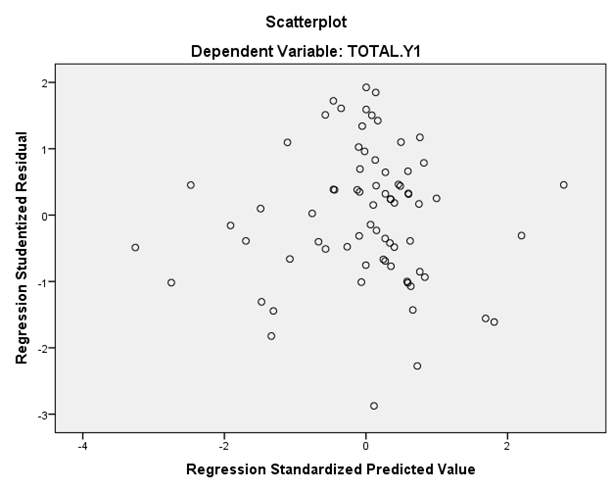 Scatterplot
Dependent Variable: TOTAL.Y1
Regression Studentized Residual
2
1
0
-1
-2
-3
-4
-2
0
2
Regression Standardized Predicted Value